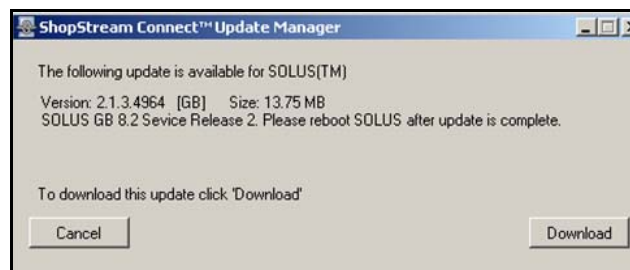 ShopStream Connect™ Update Manager
The following update is available for SOLUS(TM)
Version: 2.1.3.4964 [GB] Size: 13.75 MB
SOLUS GB 8.2 Sevice Release 2. Please reboot SOLUS after update is complete.
To download this update click 'Download'
Cancel Download